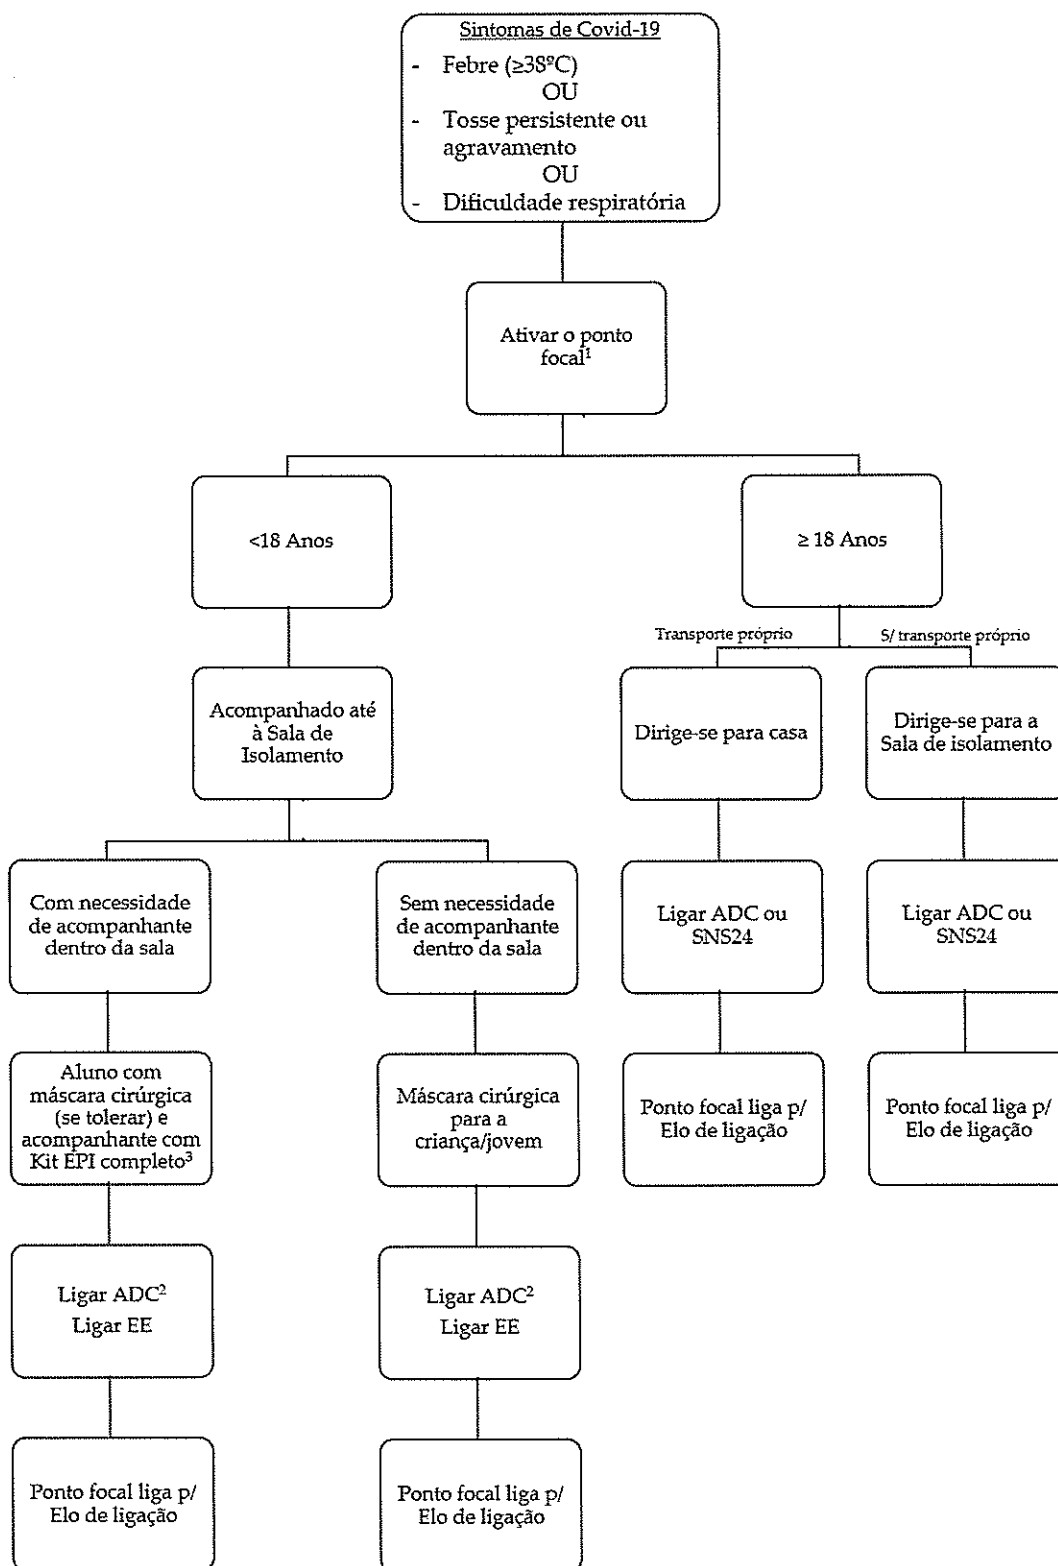 Sintomas de Covid-19
- Febre (≥38ºC)
OU
- Tosse persistente ou
agravamento
OU
- Dificuldade respiratória
Ativar o ponto
focal¹
<18 Anos
≥ 18 Anos
Transporte próprio
S/ transporte próprio
Acompanhado até
à Sala de
Isolamento
Dirige-se para casa
Dirige-se para a
Sala de isolamento
Com necessidade
de acompanhante
dentro da sala
Sem necessidade
de acompanhante
dentro da sala
Ligar ADC ou
SNS24
Ligar ADC ou
SNS24
Aluno com
máscara cirúrgica
(se tolerar) e
acompanhante com
Kit EPI completo³
Máscara cirúrgica
para a
criança/jovem
Ponto focal liga p/
Elo de ligação
Ponto focal liga p/
Elo de ligação
Ligar ADC²
Ligar EE
Ligar ADC²
Ligar EE
Ponto focal liga p/
Elo de ligação
Ponto focal liga p/
Elo de ligação